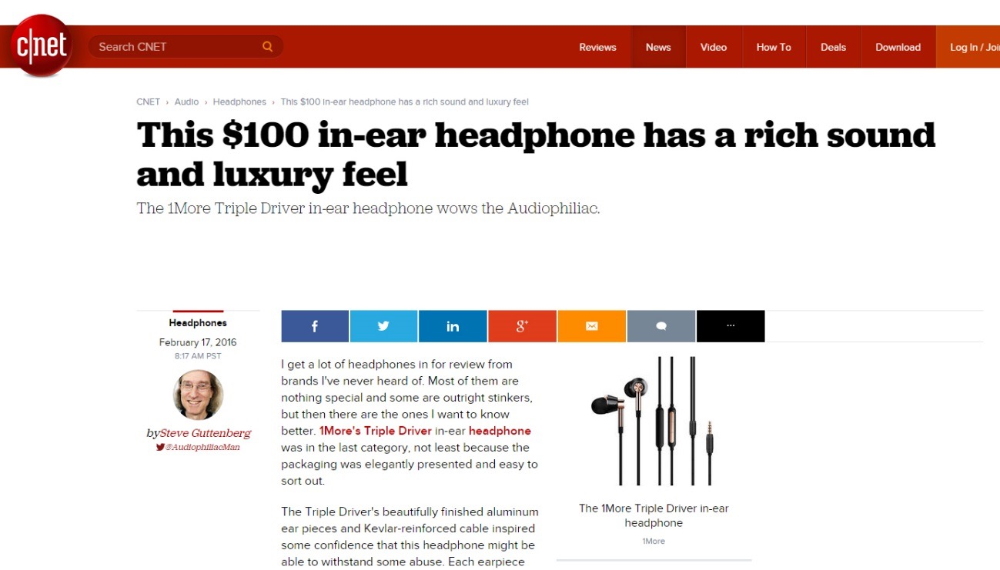 c|net
Search CNET
Reviews
News
Video
How To
Deals
Download
Log In / Joi
CNET › Audio › Headphones › This $100 in-ear headphone has a rich sound and luxury feel
This $100 in-ear headphone has a rich sound
and luxury feel
The 1More Triple Driver in-ear headphone wows the Audiophiliac.
Headphones
February 17, 2016
8:17 AM PST
by Steve Guttenberg
@AudiophiliacMan
f
in
g+
...
I get a lot of headphones in for review from
brands I've never heard of. Most of them are
nothing special and some are outright stinkers,
but then there are the ones I want to know
better. 1More's Triple Driver in-ear headphone
was in the last category, not least because the
packaging was elegantly presented and easy to
sort out.
The Triple Driver's beautifully finished aluminum
ear pieces and Kevlar-reinforced cable inspired
some confidence that this headphone might be
able to withstand some abuse. Each earpiece
The 1More Triple Driver in-ear
headphone
1More